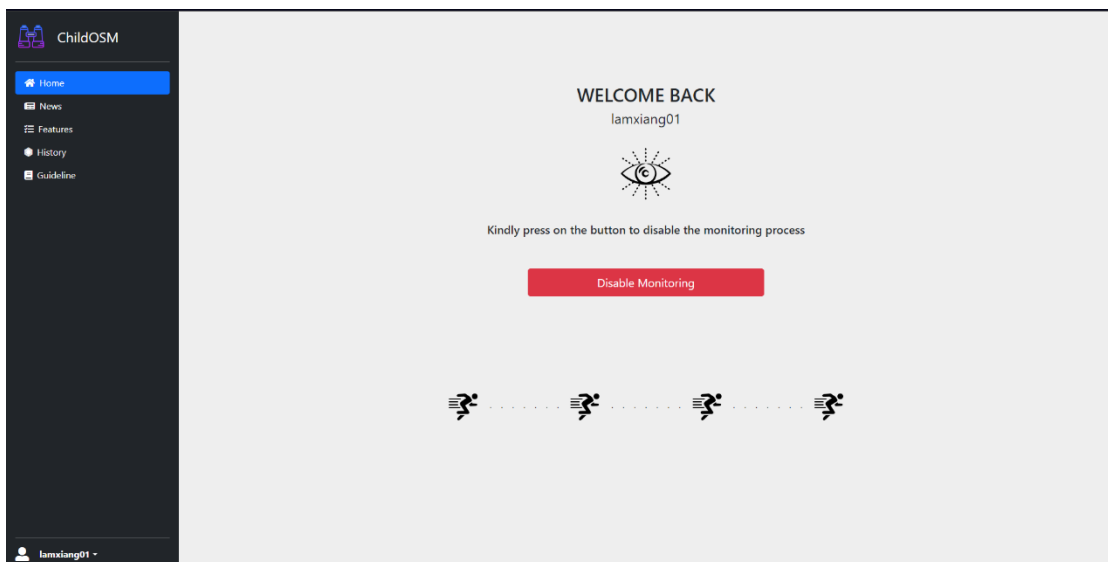 ChildOSM
Home
News
Features
History
Guideline
WELCOME BACK
lamxiang01
Kindly press on the button to disable the monitoring process
Disable Monitoring
lamxiang01